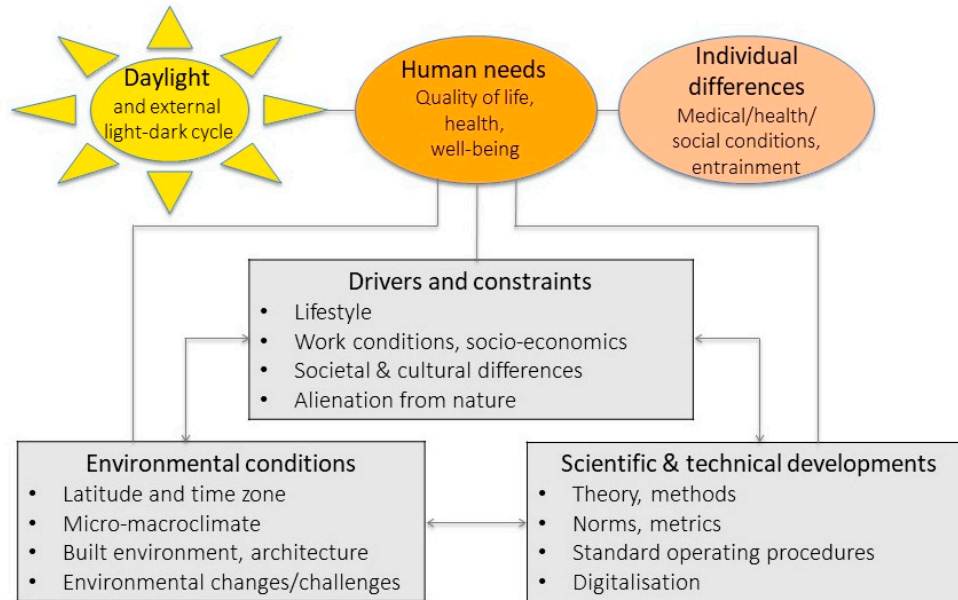 Daylight
and external
light-dark cycle
Human needs
Quality of life,
health,
well-being
Individual
differences
Medical/health/
social conditions,
entrainment
Drivers and constraints
• Lifestyle
• Work conditions, socio-economics
• Societal & cultural differences
• Alienation from nature
Environmental conditions
• Latitude and time zone
• Micro-macroclimate
• Built environment, architecture
• Environmental changes/challenges
Scientific & technical developments
• Theory, methods
• Norms, metrics
• Standard operating procedures
• Digitalisation